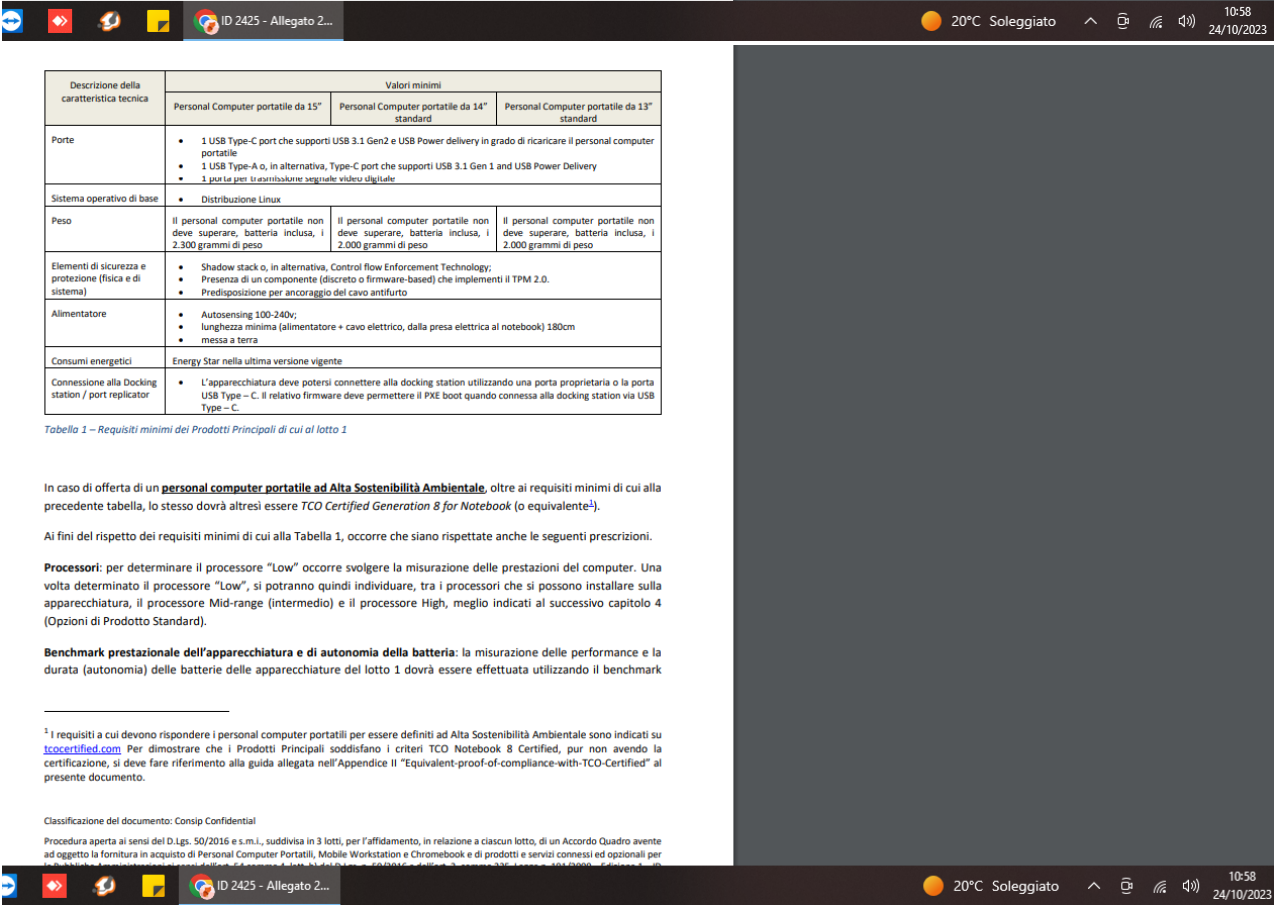 ID 2425 - Allegato 2...
20°C Soleggiato
10:58
24/10/2023
Descrizione della
caratteristica tecnica
Valori minimi
Personal Computer portatile da 15”
Personal Computer portatile da 14”
standard
Personal Computer portatile da 13”
standard
Porte
• 1 USB Type-C port che supporti USB 3.1 Gen2 e USB Power delivery in grado di ricaricare il personal computer
portatile
• 1 USB Type-A o, in alternativa, Type-C port che supporti USB 3.1 Gen 1 and USB Power Delivery
• 1 porta per trasmissione segnale video digitale
Sistema operativo di base
• Distribuzione Linux
Peso
Il personal computer portatile non
deve superare, batteria inclusa, i
2.300 grammi di peso
Il personal computer portatile non
deve superare, batteria inclusa, i
2.000 grammi di peso
Il personal computer portatile non
deve superare, batteria inclusa, i
2.000 grammi di peso
Elementi di sicurezza e
protezione (fisica e di
sistema)
• Shadow stack o, in alternativa, Control flow Enforcement Technology;
• Presenza di un componente (discreto o firmware-based) che implementi il TPM 2.0.
• Predisposizione per ancoraggio del cavo antifurto
Alimentatore
• Autosensing 100-240v;
• lunghezza minima (alimentatore + cavo elettrico, dalla presa elettrica al notebook) 180cm
• messa a terra
Consumi energetici
Energy Star nella ultima versione vigente
Connessione alla Docking
station / port replicator
• L’apparecchiatura deve potersi connettere alla docking station utilizzando una porta proprietaria o la porta
USB Type – C. Il relativo firmware deve permettere il PXE boot quando connessa alla docking station via USB
Type – C.
Tabella 1 – Requisiti minimi dei Prodotti Principali di cui al lotto 1
In caso di offerta di un personal computer portatile ad Alta Sostenibilità Ambientale, oltre ai requisiti minimi di cui alla
precedente tabella, lo stesso dovrà altresì essere TCO Certified Generation 8 for Notebook (o equivalente1).
Ai fini del rispetto dei requisiti minimi di cui alla Tabella 1, occorre che siano rispettate anche le seguenti prescrizioni.
Processori: per determinare il processore “Low” occorre svolgere la misurazione delle prestazioni del computer. Una
volta determinato il processore “Low”, si potranno quindi individuare, tra i processori che si possono installare sulla
apparecchiatura, il processore Mid-range (intermedio) e il processore High, meglio indicati al successivo capitolo 4
(Opzioni di Prodotto Standard).
Benchmark prestazionale dell’apparecchiatura e di autonomia della batteria: la misurazione delle performance e la
durata (autonomia) delle batterie delle apparecchiature del lotto 1 dovrà essere effettuata utilizzando il benchmark
1 I requisiti a cui devono rispondere i personal computer portatili per essere definiti ad Alta Sostenibilità Ambientale sono indicati su
tcocertified.com Per dimostrare che i Prodotti Principali soddisfano i criteri TCO Notebook 8 Certified, pur non avendo la
certificazione, si deve fare riferimento alla guida allegata nell’Appendice II “Equivalent-proof-of-compliance-with-TCO-Certified” al
presente documento.
Classificazione del documento: Consip Confidential
Procedura aperta ai sensi del D.Lgs. 50/2016 e s.m.i., suddivisa in 3 lotti, per l’affidamento, in relazione a ciascun lotto, di un Accordo Quadro avente
ad oggetto la fornitura in acquisto di Personal Computer Portatili, Mobile Workstation e Chromebook e di prodotti e servizi connessi ed opzionali per
ID 2425 - Allegato 2...
20°C Soleggiato
10:58
24/10/2023